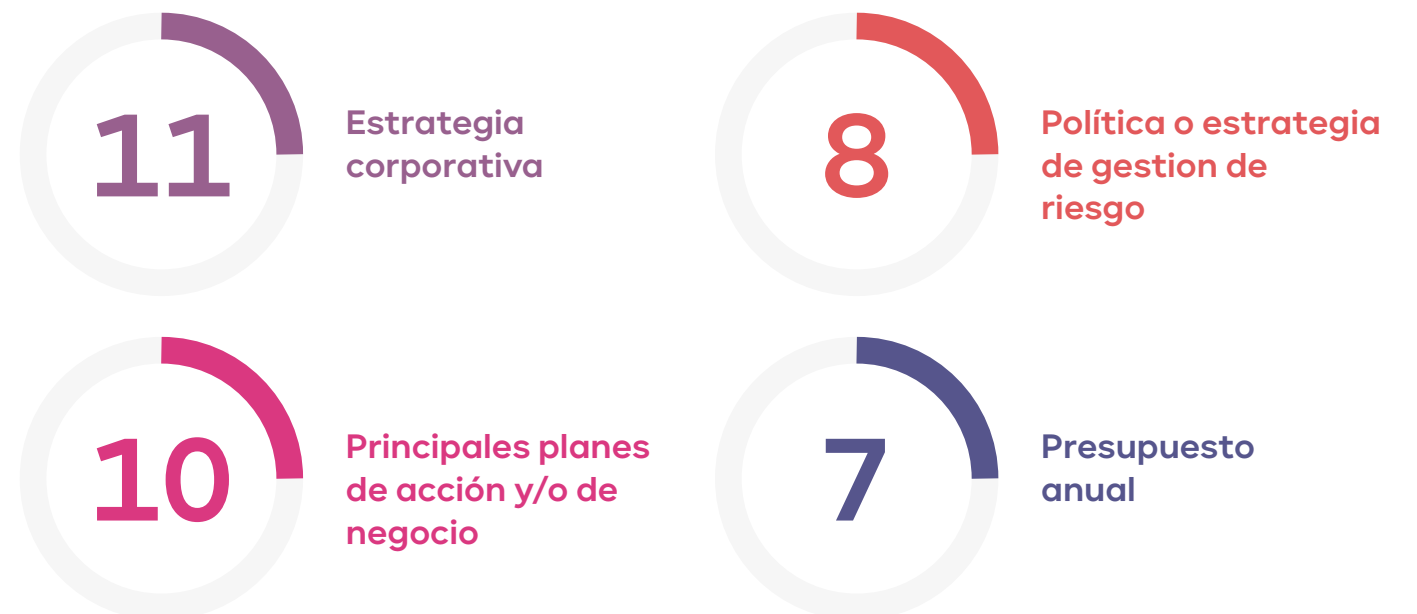 11
Estrategia
corporativa
8
Política o estrategia
de gestion de
riesgo
10
Principales planes
de acción y/o de
negocio
7
Presupuesto
anual